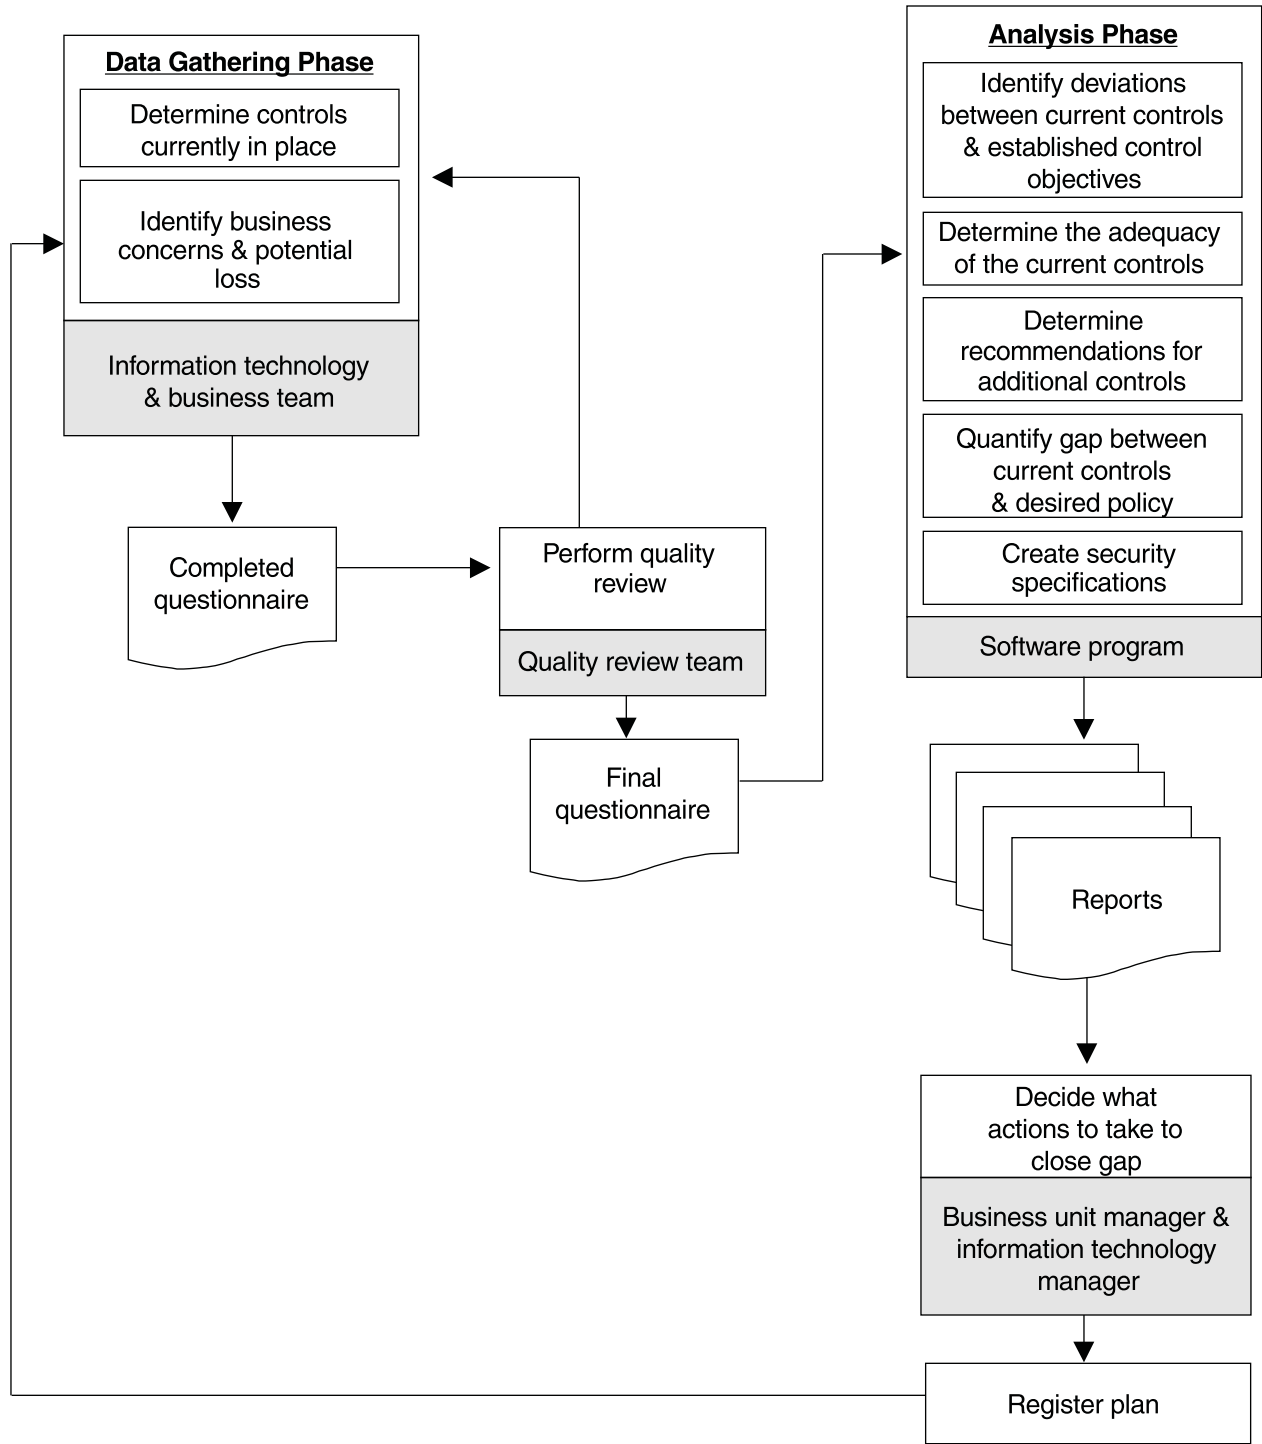 Data Gathering Phase
Determine controls
currently in place
Identify business
concerns & potential
loss
Information technology
& business team
Completed
questionnaire
Perform quality
review
Quality review team
Final
questionnaire
Analysis Phase
Identify deviations
between current controls
& established control
objectives
Determine the adequacy
of the current controls
Determine
recommendations for
additional controls
Quantify gap between
current controls
& desired policy
Create security
specifications
Software program
Reports
Decide what
actions to take to
close gap
Business unit manager &
information technology
manager
Register plan